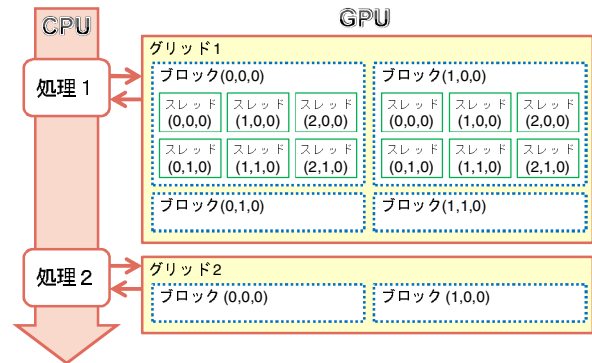 CPU
GPU
処理1
グリッド1
ブロック(0,0,0)
スレッド
(0,0,0)
スレッド
(1,0,0)
スレッド
(2,0,0)
スレッド
(0,1,0)
スレッド
(1,1,0)
スレッド
(2,1,0)
ブロック(1,0,0)
スレッド
(0,0,0)
スレッド
(1,0,0)
スレッド
(2,0,0)
スレッド
(0,1,0)
スレッド
(1,1,0)
スレッド
(2,1,0)
ブロック(0,1,0)
ブロック(1,1,0)
処理2
グリッド2
ブロック(0,0,0)
ブロック(1,0,0)